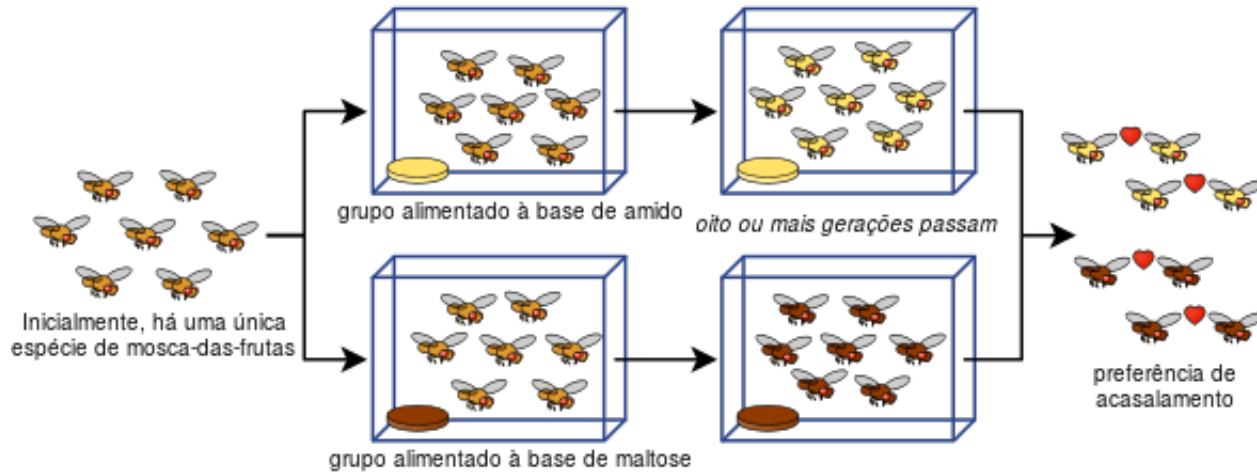 grupo alimentado à base de amido
oito ou mais gerações passam
Inicialmente, há uma única
espécie de mosca-das-frutas
preferência de
acasalamento
grupo alimentado à base de maltose